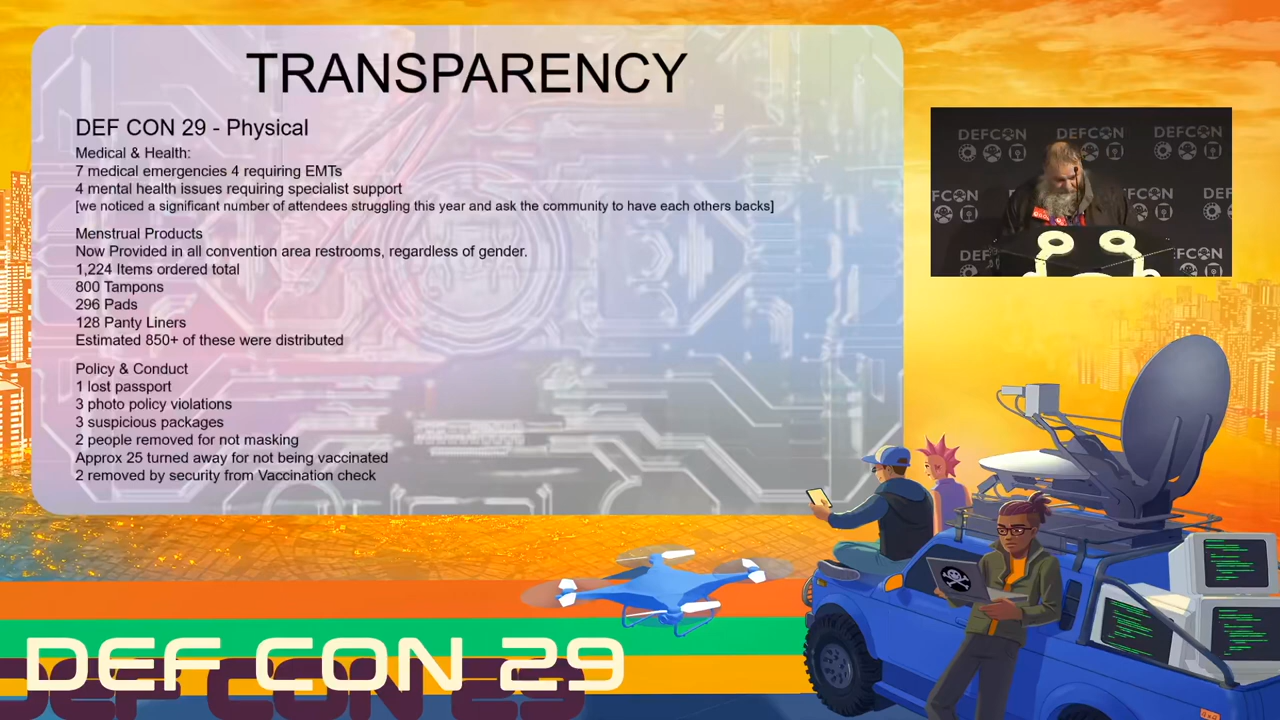 TRANSPARENCY
DEF CON 29 - Physical
Medical & Health:
7 medical emergencies 4 requiring EMTs
4 mental health issues requiring specialist support
[we noticed a significant number of attendees struggling this year and ask the community to have each others backs]
Menstrual Products
Now Provided in all convention area restrooms, regardless of gender.
1,224 Items ordered total
800 Tampons
296 Pads
128 Panty Liners
Estimated 850+ of these were distributed
Policy & Conduct
1 lost passport
3 photo policy violations
3 suspicious packages
2 people removed for not masking
Approx 25 turned away for not being vaccinated
2 removed by security from Vaccination check
DEFCON DEFCON DEFCON
DEF CON 29
DEF CON 29